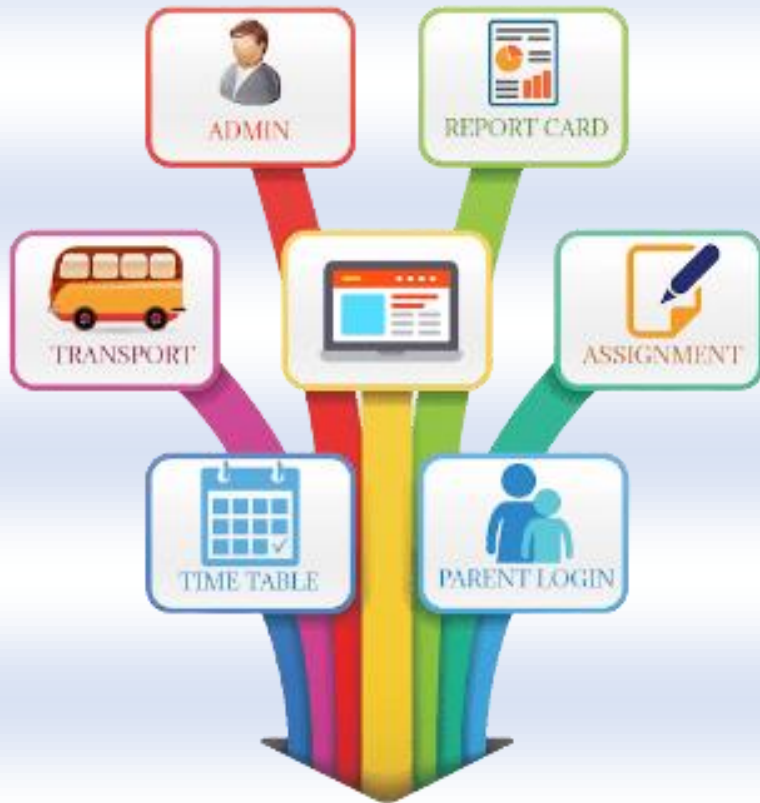 ADMIN
REPORT CARD
TRANSPORT
ASSIGNMENT
TIME TABLE
PARENT LOGIN